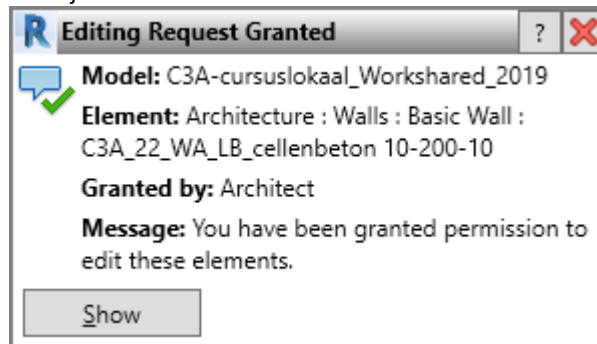 Editing Request Granted
?
Model: C3A-cursuslokaal_Workshared_2019
Element: Architecture : Walls : Basic Wall :
C3A_22_WA_LB_cellenbeton 10-200-10
Granted by: Architect
Message: You have been granted permission to
edit these elements.
Show